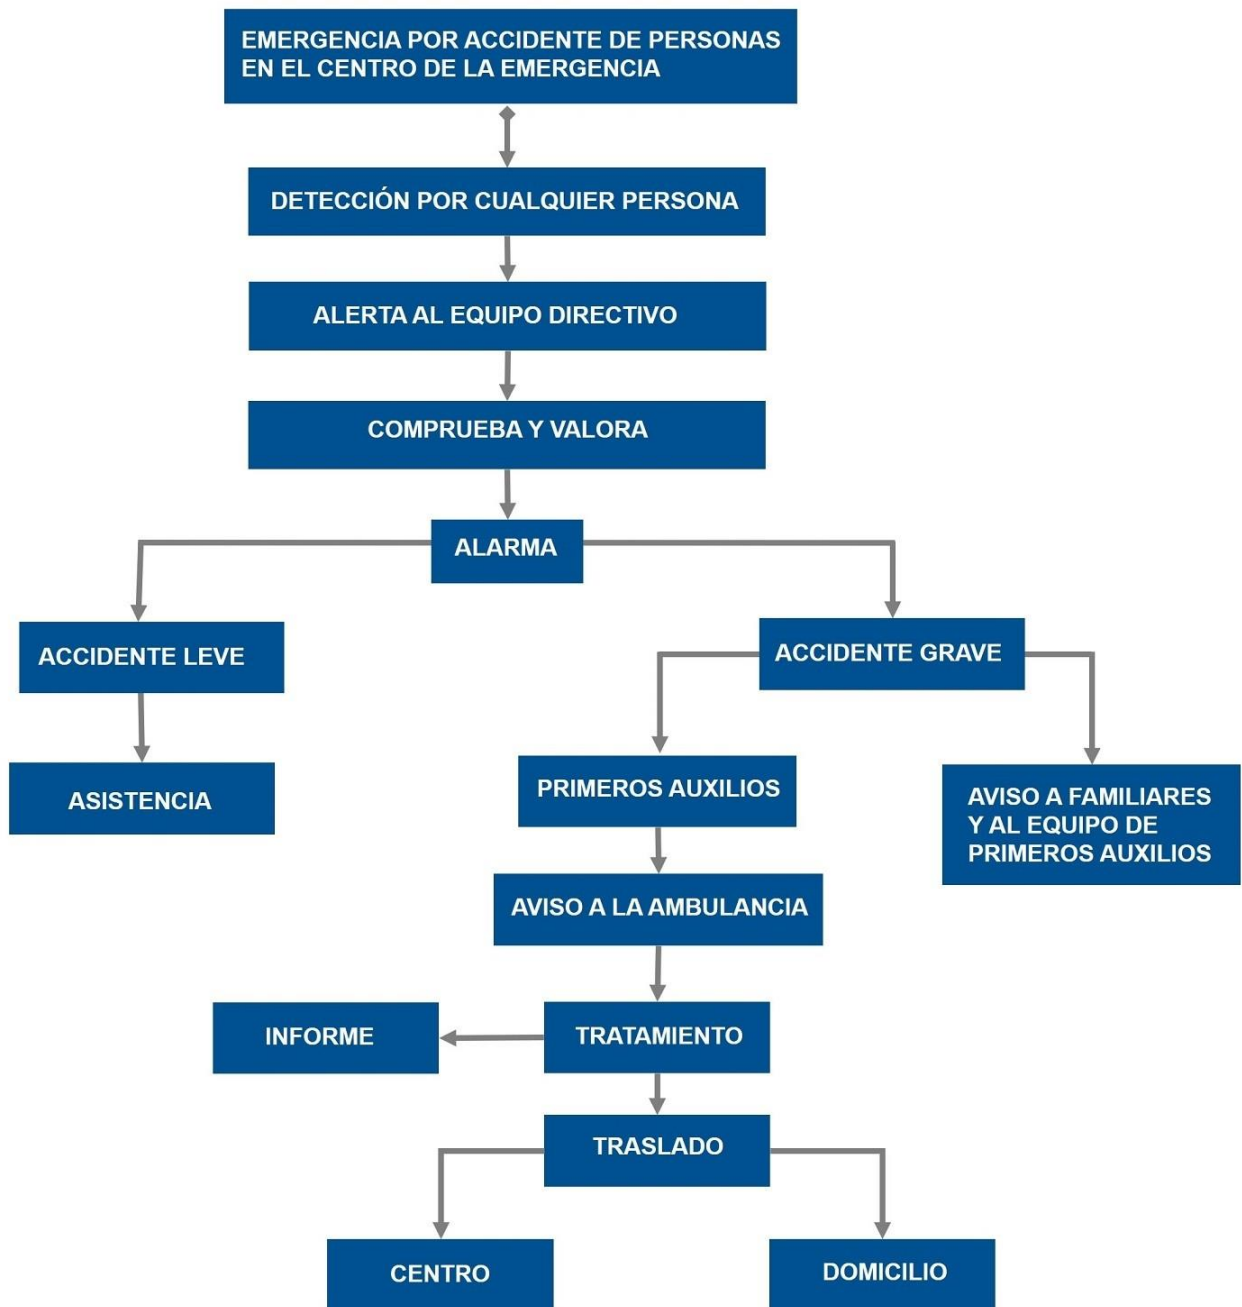 EMERGENCIA POR ACCIDENTE DE PERSONAS
EN EL CENTRO DE LA EMERGENCIA
DETECCIÓN POR CUALQUIER PERSONA
ALERTA AL EQUIPO DIRECTIVO
COMPRUEBA Y VALORA
ALARMA
ACCIDENTE LEVE
ACCIDENTE GRAVE
ASISTENCIA
PRIMEROS AUXILIOS
AVISO A FAMILIARES
Y AL EQUIPO DE
PRIMEROS AUXILIOS
AVISO A LA AMBULANCIA
INFORME
TRATAMIENTO
TRASLADO
CENTRO
DOMICILIO